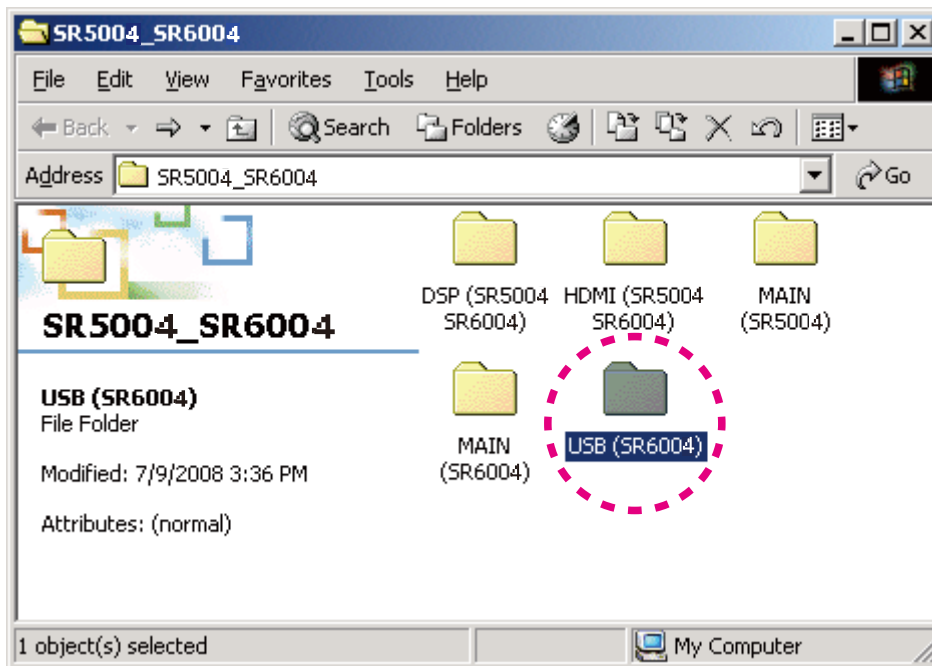 SR5004_SR6004
File Edit View Favorites Tools Help
Back Search Folders
Address SR5004_SR6004 Go
SR5004_SR6004
USB (SR6004)
File Folder
Modified: 7/9/2008 3:36 PM
Attributes: (normal)
DSP (SR5004
SR6004)
HDMI (SR5004
SR6004)
MAIN
(SR5004)
MAIN
(SR6004)
USB (SR6004)
1 object(s) selected
My Computer